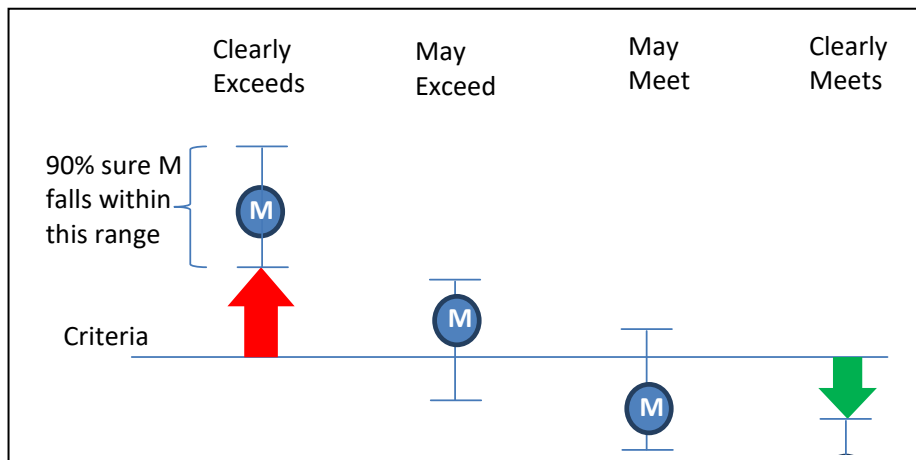 Clearly
Exceeds
May
Exceed
May
Meet
Clearly
Meets
90% sure M
falls within
this range
M
M
Criteria
M